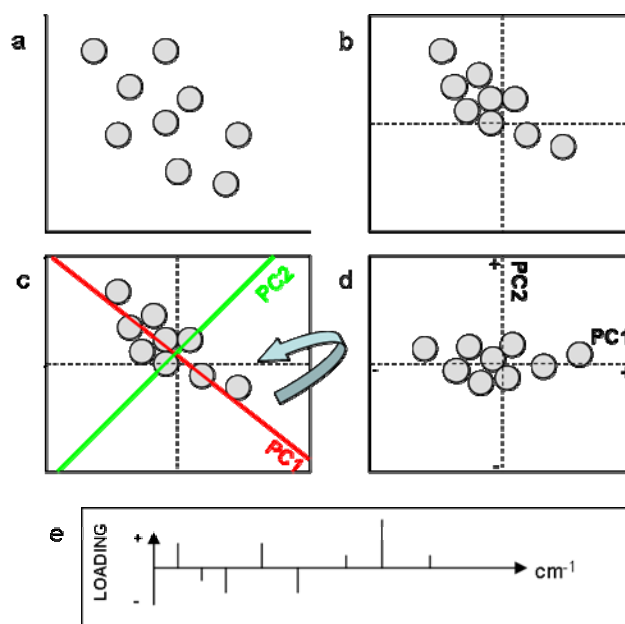 a
b
c
PC2
PC1
d
+
PC2
PC1
-
+
-
e
LOADING
+
-
cm-1